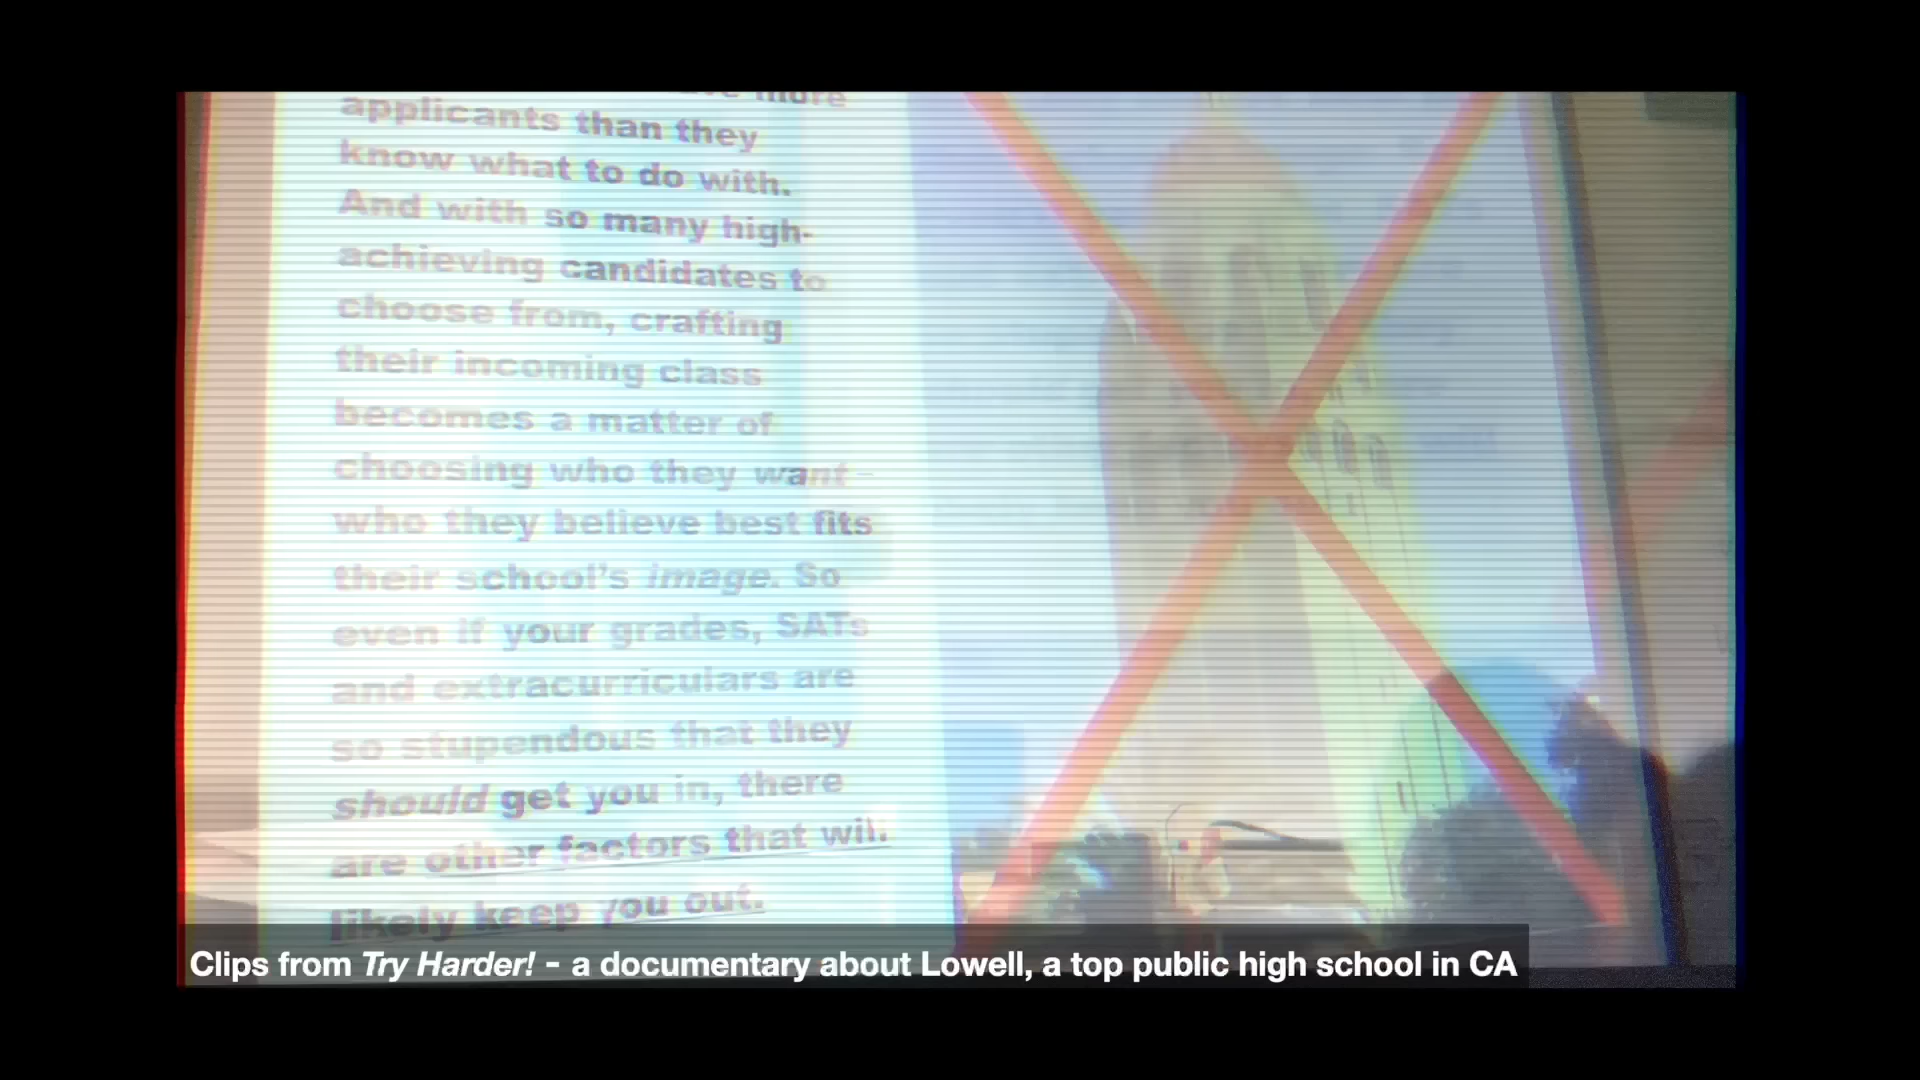 more
applicants than they
know what to do with.
And with so many high-
achieving candidates to
choose from, crafting
their incoming class
becomes a matter of
choosing who they want –
who they believe best fits
their school's image. So
even if your grades, SATs
and extracurriculars are
so stupendous that they
should get you in, there
are other factors that will
likely keep you out.
Clips from Try Harder! - a documentary about Lowell, a top public high school in CA